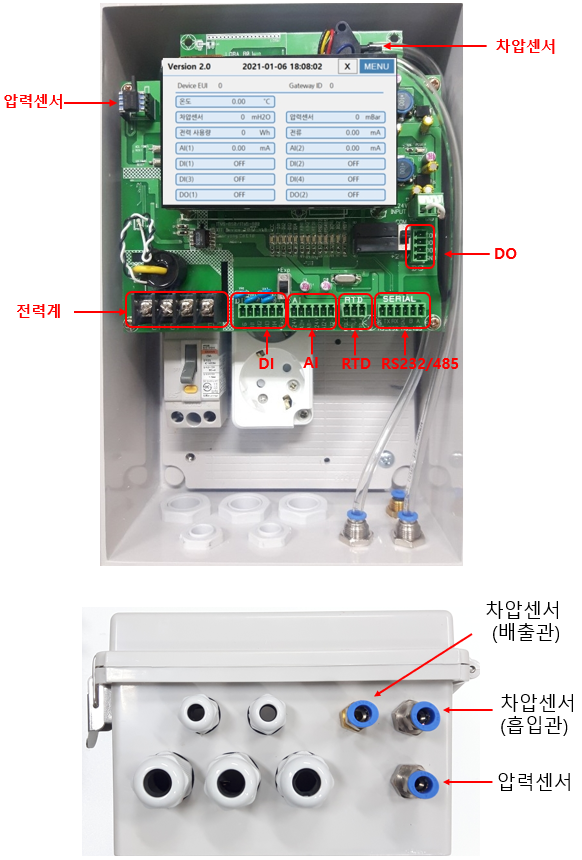 차압센서
압력센서
Version 2.0 2021-01-06 18:08:02 X MENU
Device EUI 0 Gateway ID 0
온도 0.00 ℃
차압센서 0 mH2O 압력센서 0 mBar
전력 사용량 0 Wh 전류 0.00 mA
AI(1) 0.00 mA AI(2) 0.00 mA
DI(1) OFF DI(2) OFF
DI(3) OFF DI(4) OFF
DO(1) OFF DO(2) OFF
INPUT
DO
전력계
RTD
SERIAL
DI AI RTD RS232/485
차압센서
(배출관)
차압센서
(흡입관)
압력센서